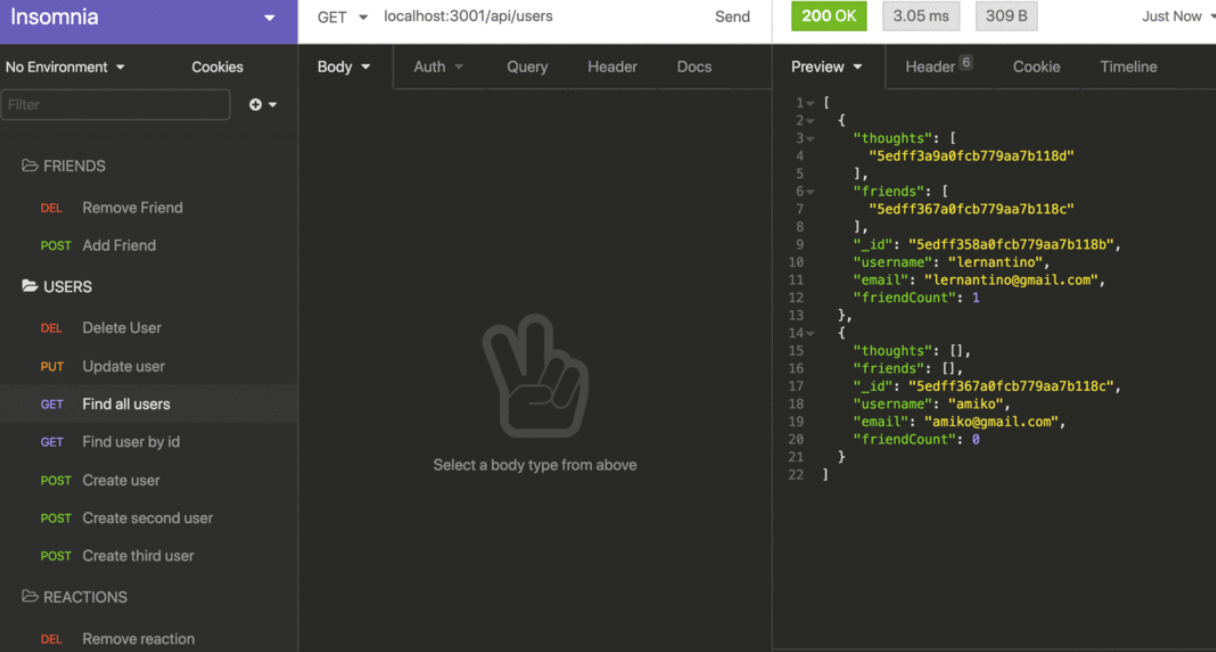 Insomnia
GET localhost:3001/api/users Send
200 OK 3.05 ms 309 B Just Now
No Environment Cookies
Body Auth Query Header Docs
Preview Header 6 Cookie Timeline
Filter
FRIENDS
DEL Remove Friend
POST Add Friend
USERS
DEL Delete User
PUT Update user
GET Find all users
GET Find user by id
POST Create user
POST Create second user
POST Create third user
REACTIONS
DEL Remove reaction
Select a body type from above
1 [
2 {
3 "thoughts": [
4 "5edff3a9a0fcb779aa7b118d"
5 ],
6 "friends": [
7 "5edff367a0fcb779aa7b118c"
8 ],
9 "_id": "5edff358a0fcb779aa7b118b",
10 "username": "lernantino",
11 "email": "lernantino@gmail.com",
12 "friendCount": 1
13 },
14 {
15 "thoughts": [],
16 "friends": [],
17 "_id": "5edff367a0fcb779aa7b118c",
18 "username": "amiko",
19 "email": "amiko@gmail.com",
20 "friendCount": 0
21 }
22 ]